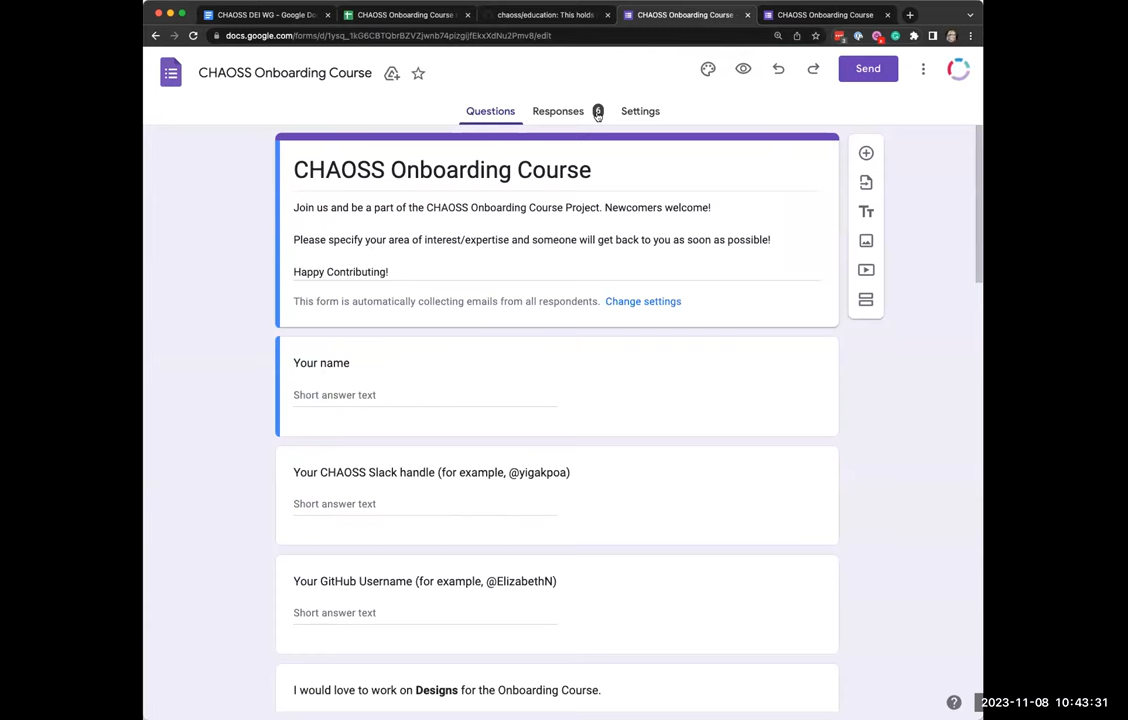 CHAOSS DEI WG - Google Do
CHAOSS Onboarding Course
chaoss/education: This holds
CHAOSS Onboarding Course
CHAOSS Onboarding Course
docs.google.com/forms/d/1ysq_1kG6CBTQbrBZVZjwnb74pizgijfEkxXdNu2Pmv8/edit
CHAOSS Onboarding Course
Send
Questions
Responses
6
Settings
CHAOSS Onboarding Course
Join us and be a part of the CHAOSS Onboarding Course Project. Newcomers welcome!
Please specify your area of interest/expertise and someone will get back to you as soon as possible!
Happy Contributing!
This form is automatically collecting emails from all respondents. Change settings
Your name
Short answer text
Your CHAOSS Slack handle (for example, @yigakpoa)
Short answer text
Your GitHub Username (for example, @ElizabethN)
Short answer text
I would love to work on Designs for the Onboarding Course.
2023-11-08 10:43:31